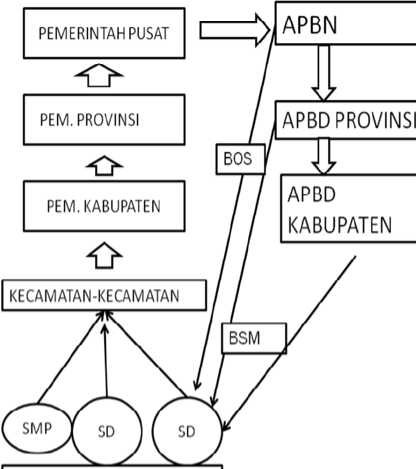 PEMERINTAH PUSAT
APBN
PEM. PROVINSI
APBD PROVINSI
BOS
PEM. KABUPATEN
APBD
KABUPATEN
KECAMATAN-KECAMATAN
BSM
SMP
SD
SD